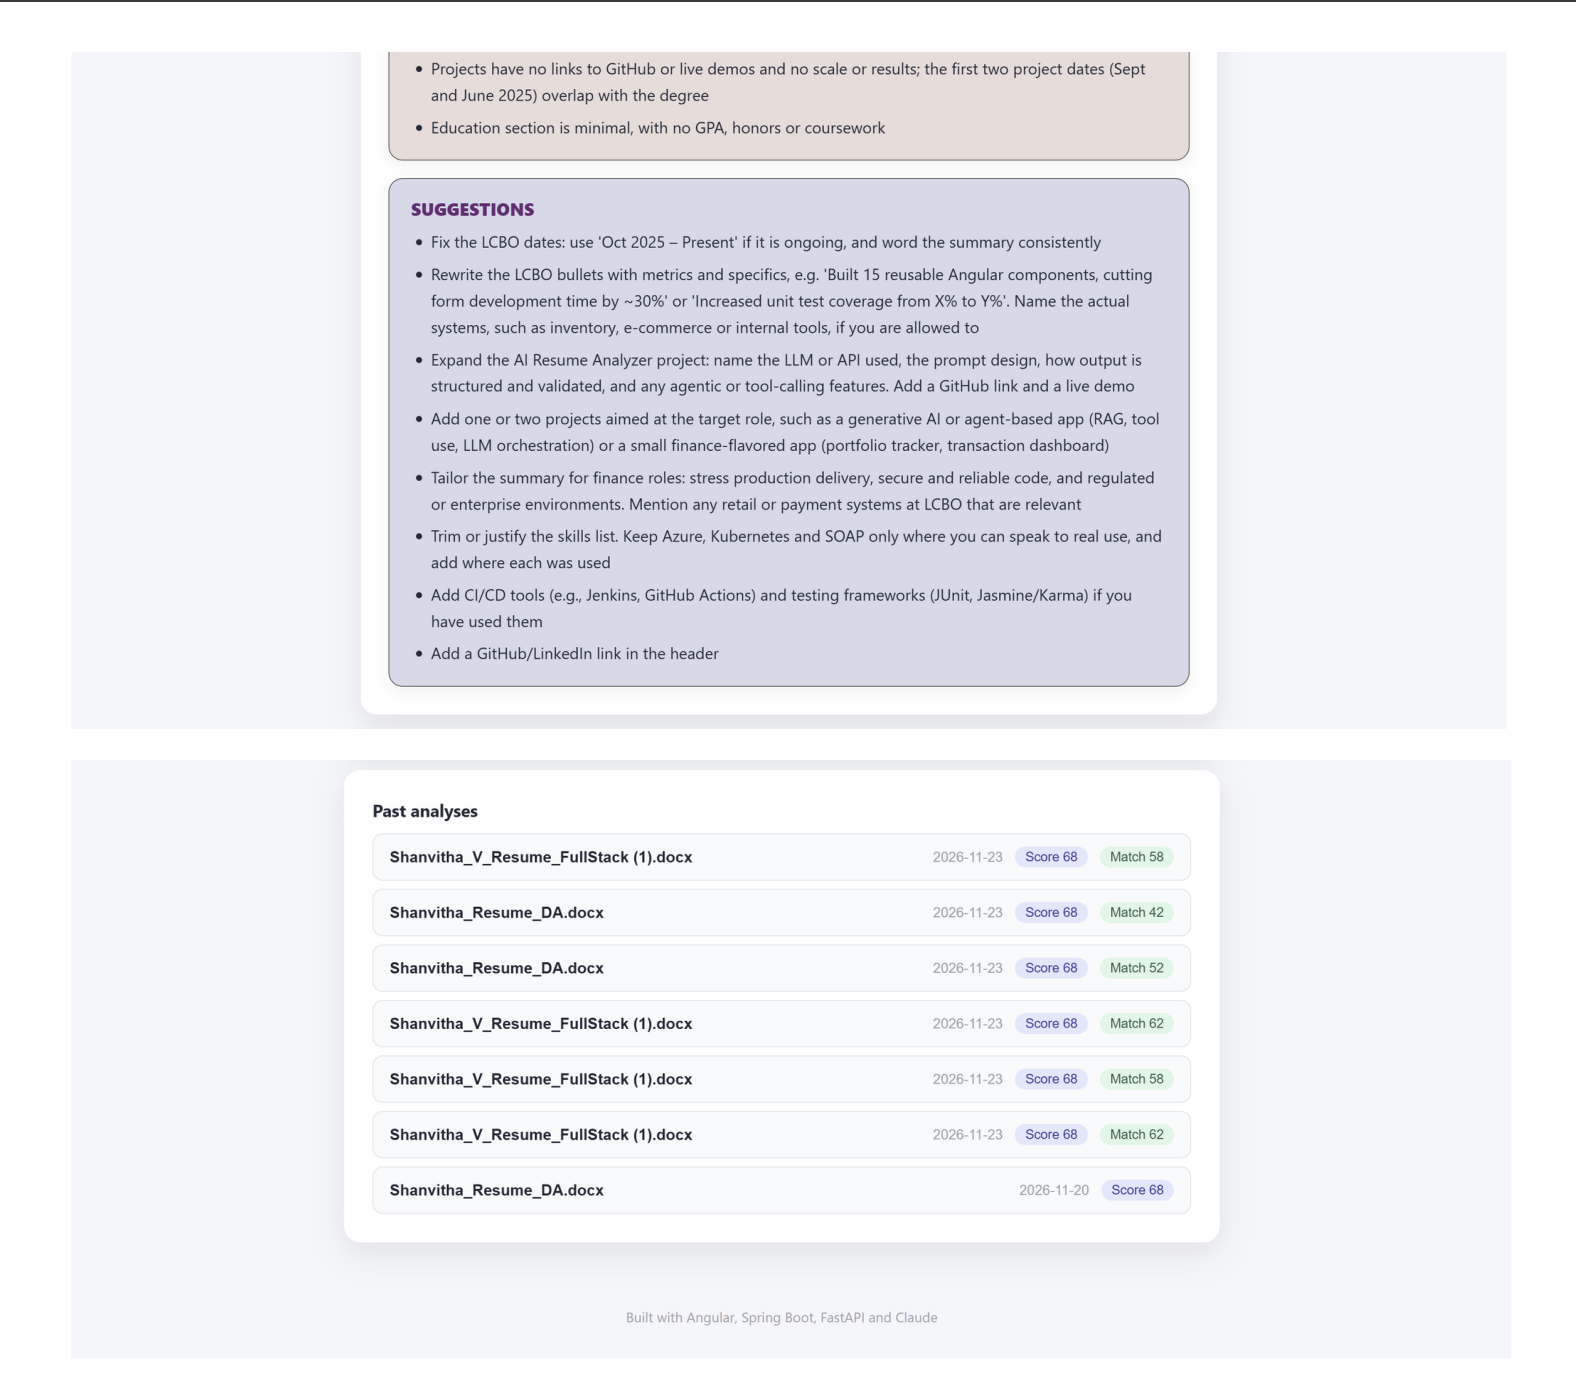 • Projects have no links to GitHub or live demos and no scale or results; the first two project dates (Sept
and June 2025) overlap with the degree
• Education section is minimal, with no GPA, honors or coursework
SUGGESTIONS
• Fix the LCBO dates: use 'Oct 2025 – Present' if it is ongoing, and word the summary consistently
• Rewrite the LCBO bullets with metrics and specifics, e.g. 'Built 15 reusable Angular components, cutting
form development time by ~30%' or 'Increased unit test coverage from X% to Y%'. Name the actual
systems, such as inventory, e-commerce or internal tools, if you are allowed to
• Expand the AI Resume Analyzer project: name the LLM or API used, the prompt design, how output is
structured and validated, and any agentic or tool-calling features. Add a GitHub link and a live demo
• Add one or two projects aimed at the target role, such as a generative AI or agent-based app (RAG, tool
use, LLM orchestration) or a small finance-flavored app (portfolio tracker, transaction dashboard)
• Tailor the summary for finance roles: stress production delivery, secure and reliable code, and regulated
or enterprise environments. Mention any retail or payment systems at LCBO that are relevant
• Trim or justify the skills list. Keep Azure, Kubernetes and SOAP only where you can speak to real use, and
add where each was used
• Add CI/CD tools (e.g., Jenkins, GitHub Actions) and testing frameworks (JUnit, Jasmine/Karma) if you
have used them
• Add a GitHub/LinkedIn link in the header
Past analyses
Shanvitha_V_Resume_FullStack (1).docx 2026-11-23 Score 68 Match 58
Shanvitha_Resume_DA.docx 2026-11-23 Score 68 Match 42
Shanvitha_Resume_DA.docx 2026-11-23 Score 68 Match 52
Shanvitha_V_Resume_FullStack (1).docx 2026-11-23 Score 68 Match 62
Shanvitha_V_Resume_FullStack (1).docx 2026-11-23 Score 68 Match 58
Shanvitha_V_Resume_FullStack (1).docx 2026-11-23 Score 68 Match 62
Shanvitha_Resume_DA.docx 2026-11-20 Score 68
Built with Angular, Spring Boot, FastAPI and Claude